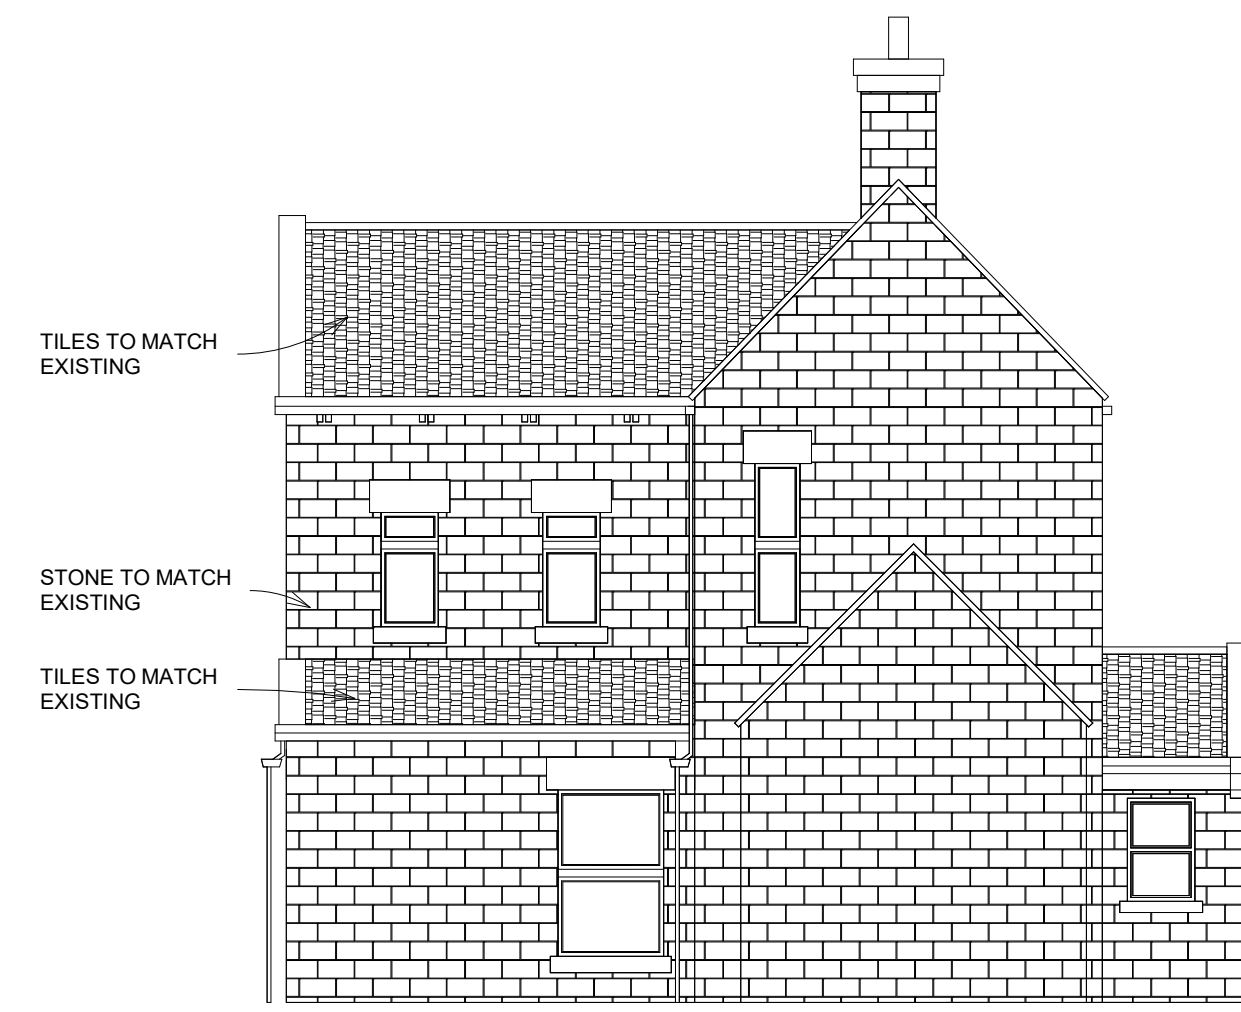 TILES TO MATCH
EXISTING
STONE TO MATCH
EXISTING
TILES TO MATCH
EXISTING